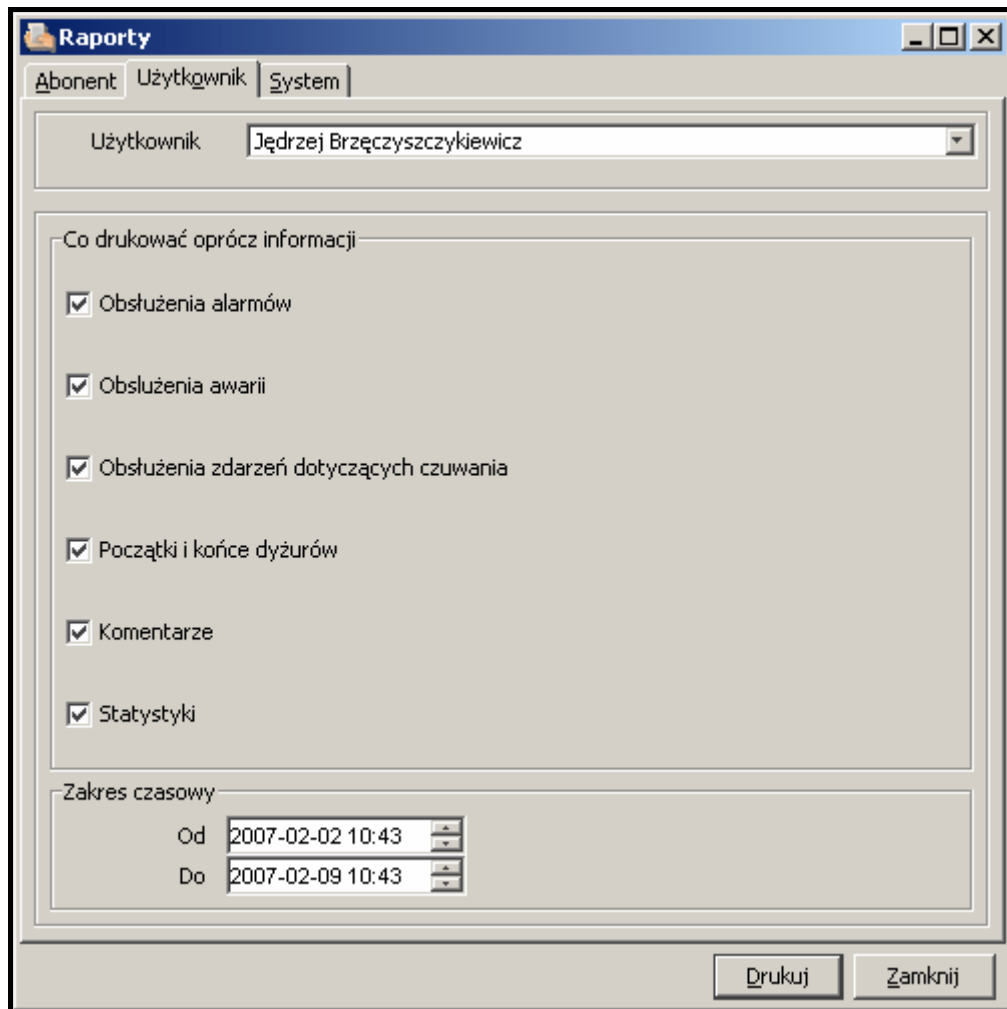 Raporty
Abonent Użytkownik System
Użytkownik Jędrzej Brzęczyszczykiewicz
Co drukować oprócz informacji
Obsłużenia alarmów
Obslużenia awarii
Obsłużenia zdarzeń dotyczących czuwania
Początki i końce dyżurów
Komentarze
Statystyki
Zakres czasowy
Od 2007-02-02 10:43
Do 2007-02-09 10:43
Drukuj Zamknij